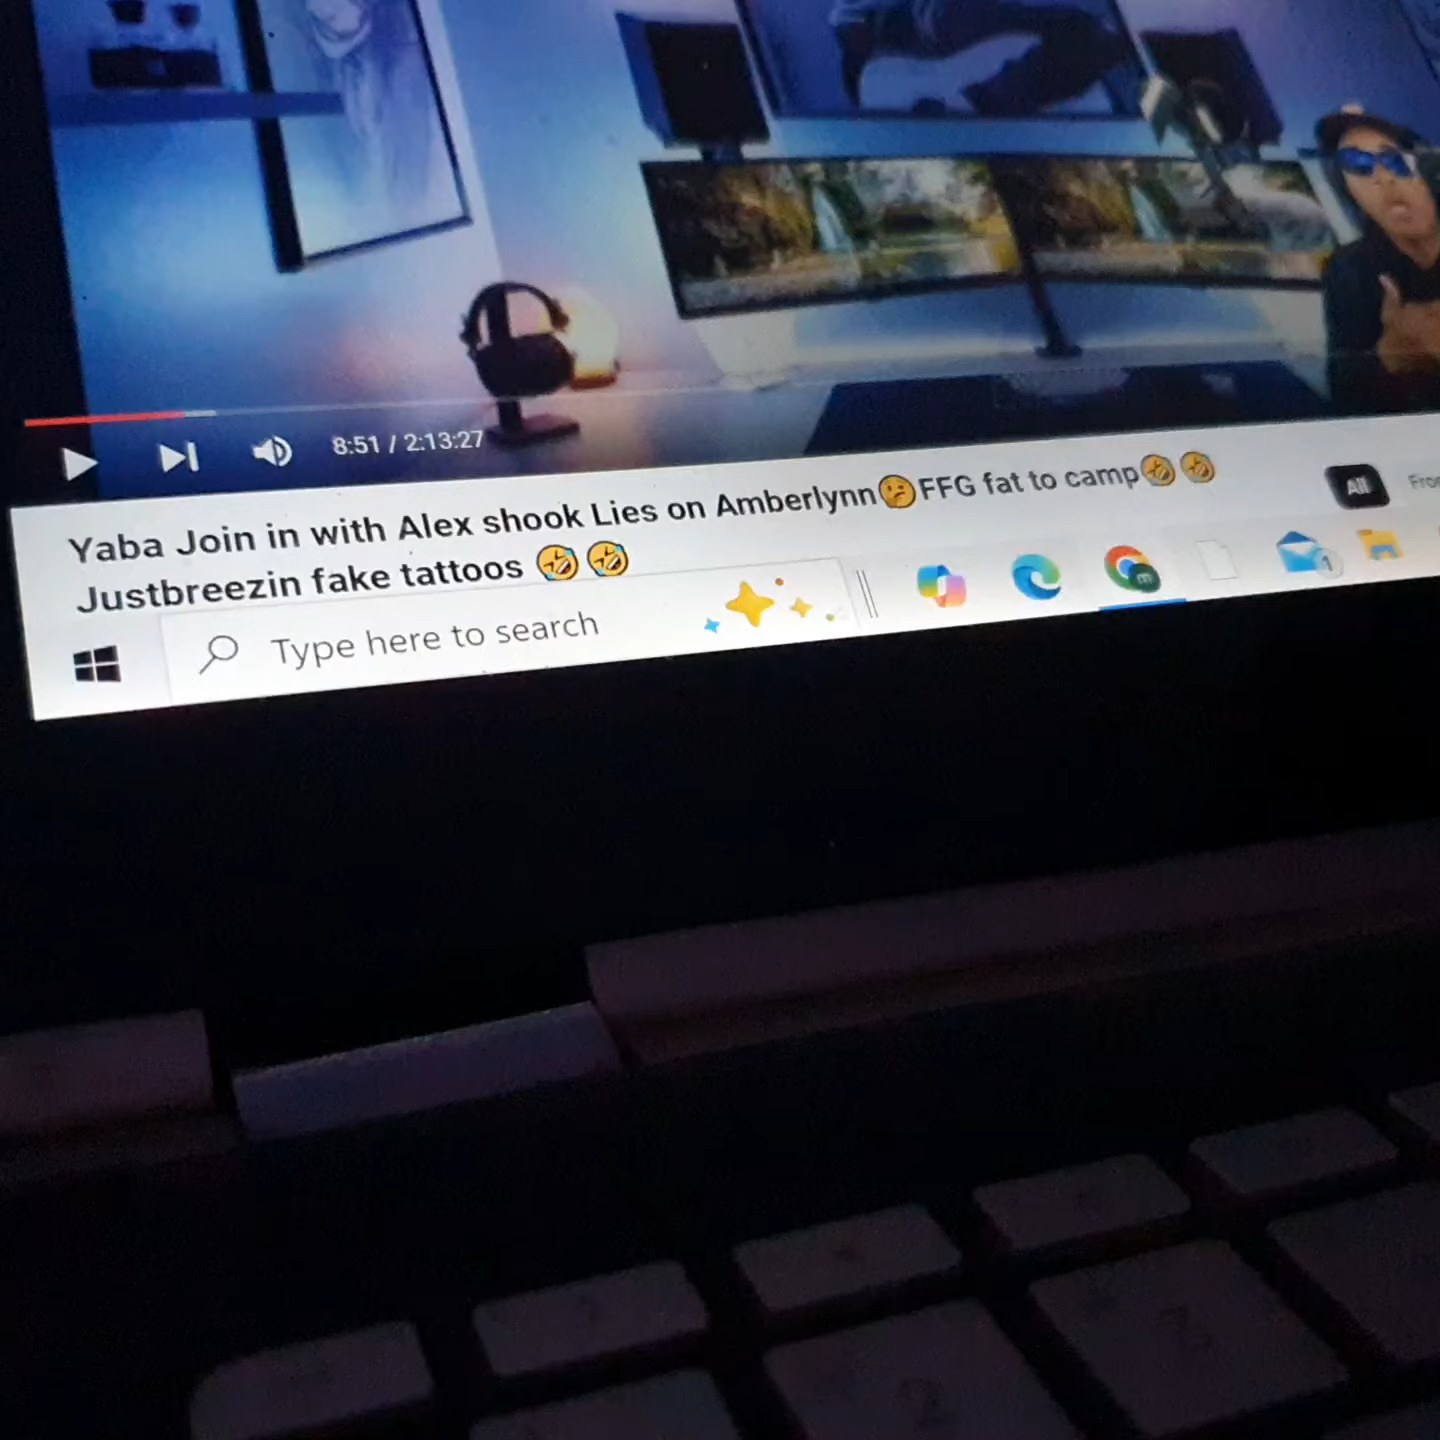 8:51 / 2:13:27
Yaba Join in with Alex shook Lies on Amberlynn🫤FFG fat to camp🤣🤣
Justbreezin fake tattoos 🤣🤣
All
Type here to search
m
1